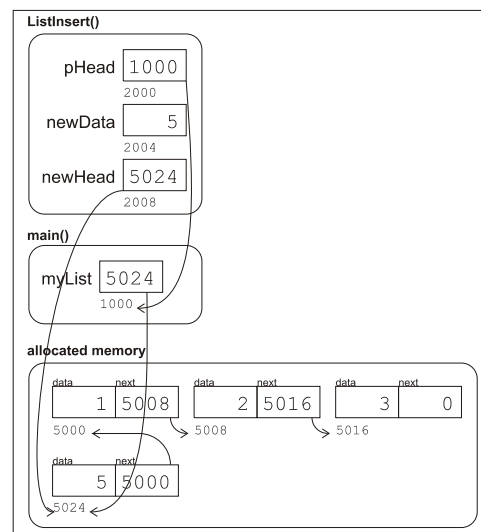 ListInsert()
pHead 1000
2000
newData 5
2004
newHead 5024
2008
main()
myList 5024
1000
allocated memory
data next data next data next
1 5008 2 5016 3 0
5000 5008 5016
data next
5 5000
5024